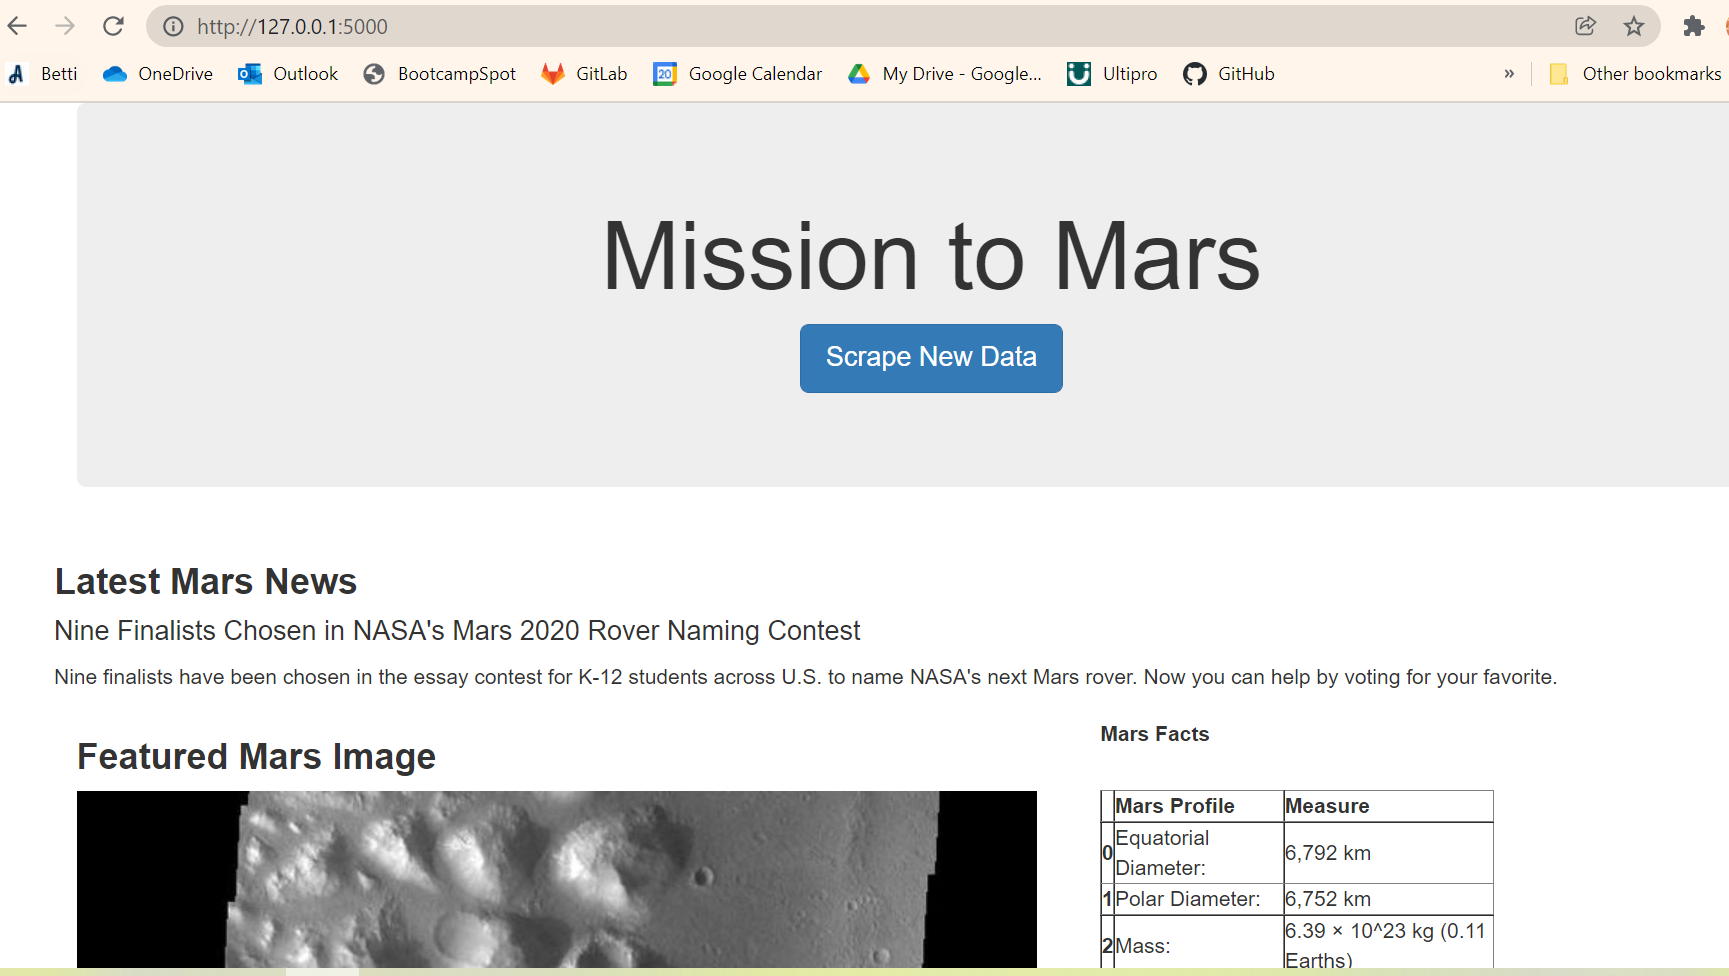 http://127.0.0.1:5000
Betti OneDrive Outlook BootcampSpot GitLab 20 Google Calendar My Drive - Google... Ultipro GitHub » Other bookmarks
Mission to Mars
Scrape New Data
Latest Mars News
Nine Finalists Chosen in NASA's Mars 2020 Rover Naming Contest
Nine finalists have been chosen in the essay contest for K-12 students across U.S. to name NASA's next Mars rover. Now you can help by voting for your favorite.
Featured Mars Image
Mars Facts
Mars Profile Measure
0 Equatorial Diameter: 6,792 km
1 Polar Diameter: 6,752 km
2 Mass: 6.39 × 10^23 kg (0.11 Earths)